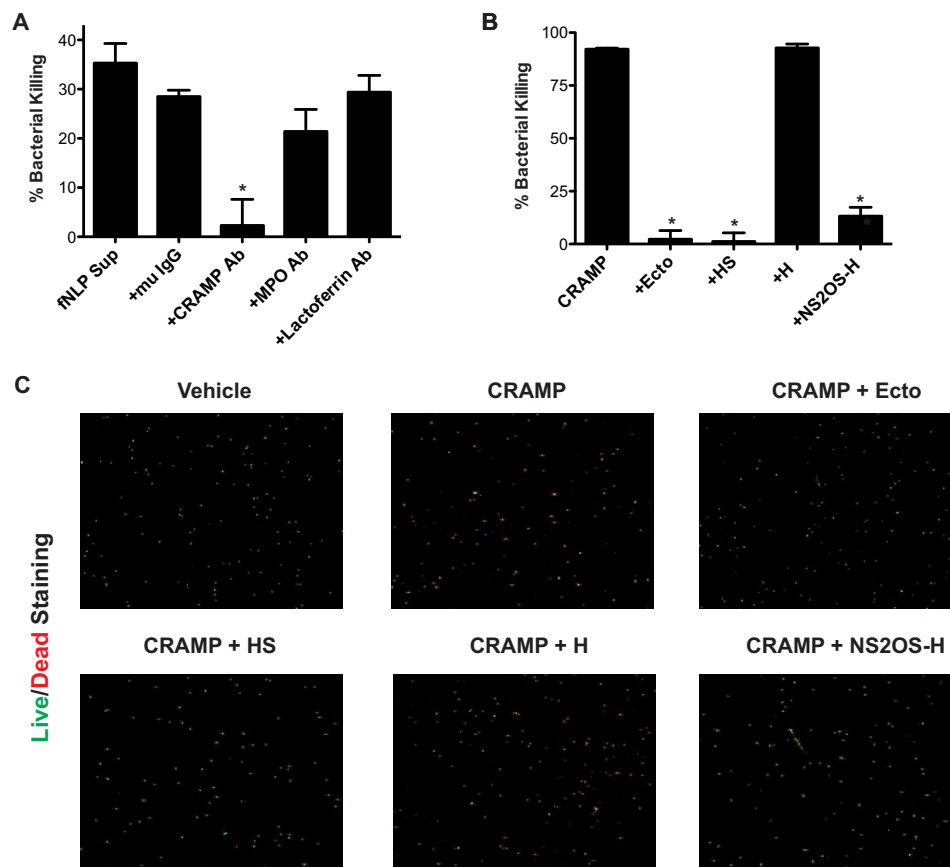 A
% Bacterial Killing
40
30
20
10
0
*
fNLP Sup
+mu IgG
+CRAMP Ab
+MPO Ab
+Lactoferrin Ab
B
% Bacterial Killing
100
75
50
25
0
*
*
*
*
CRAMP
+Ecto
+HS
+H
+NS2OS-H
C
Live/Dead Staining
Vehicle
CRAMP
CRAMP + Ecto
CRAMP + HS
CRAMP + H
CRAMP + NS2OS-H